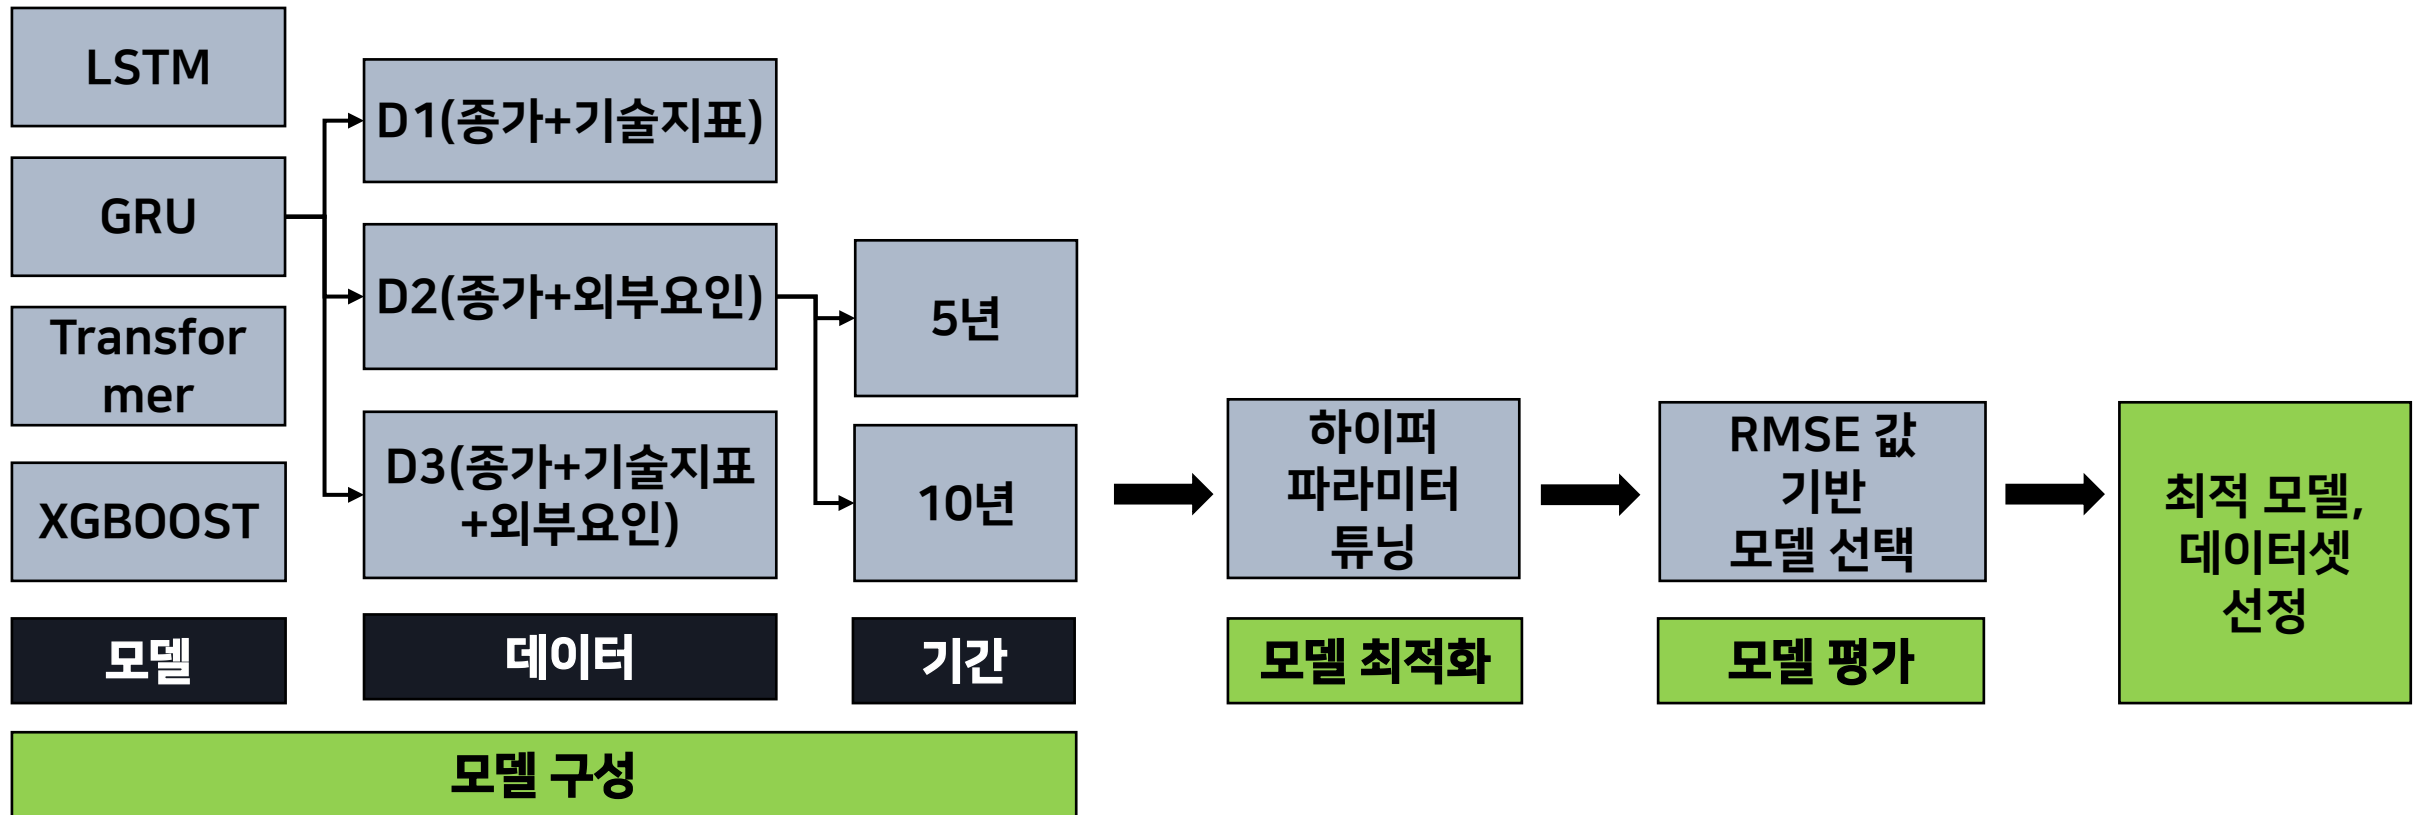 LSTM
GRU
Transfor
mer
XGBOOST
모델
D1(종가+기술지표)
D2(종가+외부요인)
D3(종가+기술지표
+외부요인)
데이터
5년
10년
기간
모델 구성
하이퍼
파라미터
튜닝
모델 최적화
RMSE 값
기반
모델 선택
모델 평가
최적 모델,
데이터셋
선정